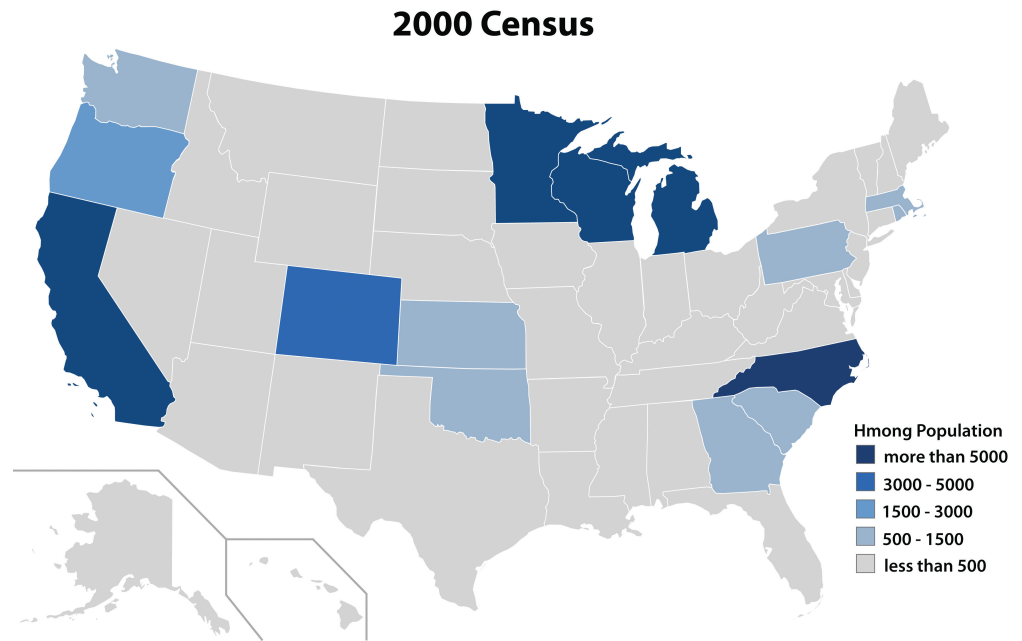 2000 Census
Hmong Population
more than 5000
3000 - 5000
1500 - 3000
500 - 1500
less than 500